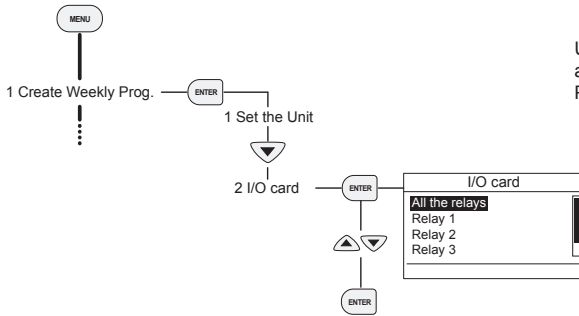 MENU
1 Create Weekly Prog.
ENTER
1 Set the Unit
2 I/O card
ENTER
I/O card
All the relays
Relay 1
Relay 2
Relay 3
ENTER